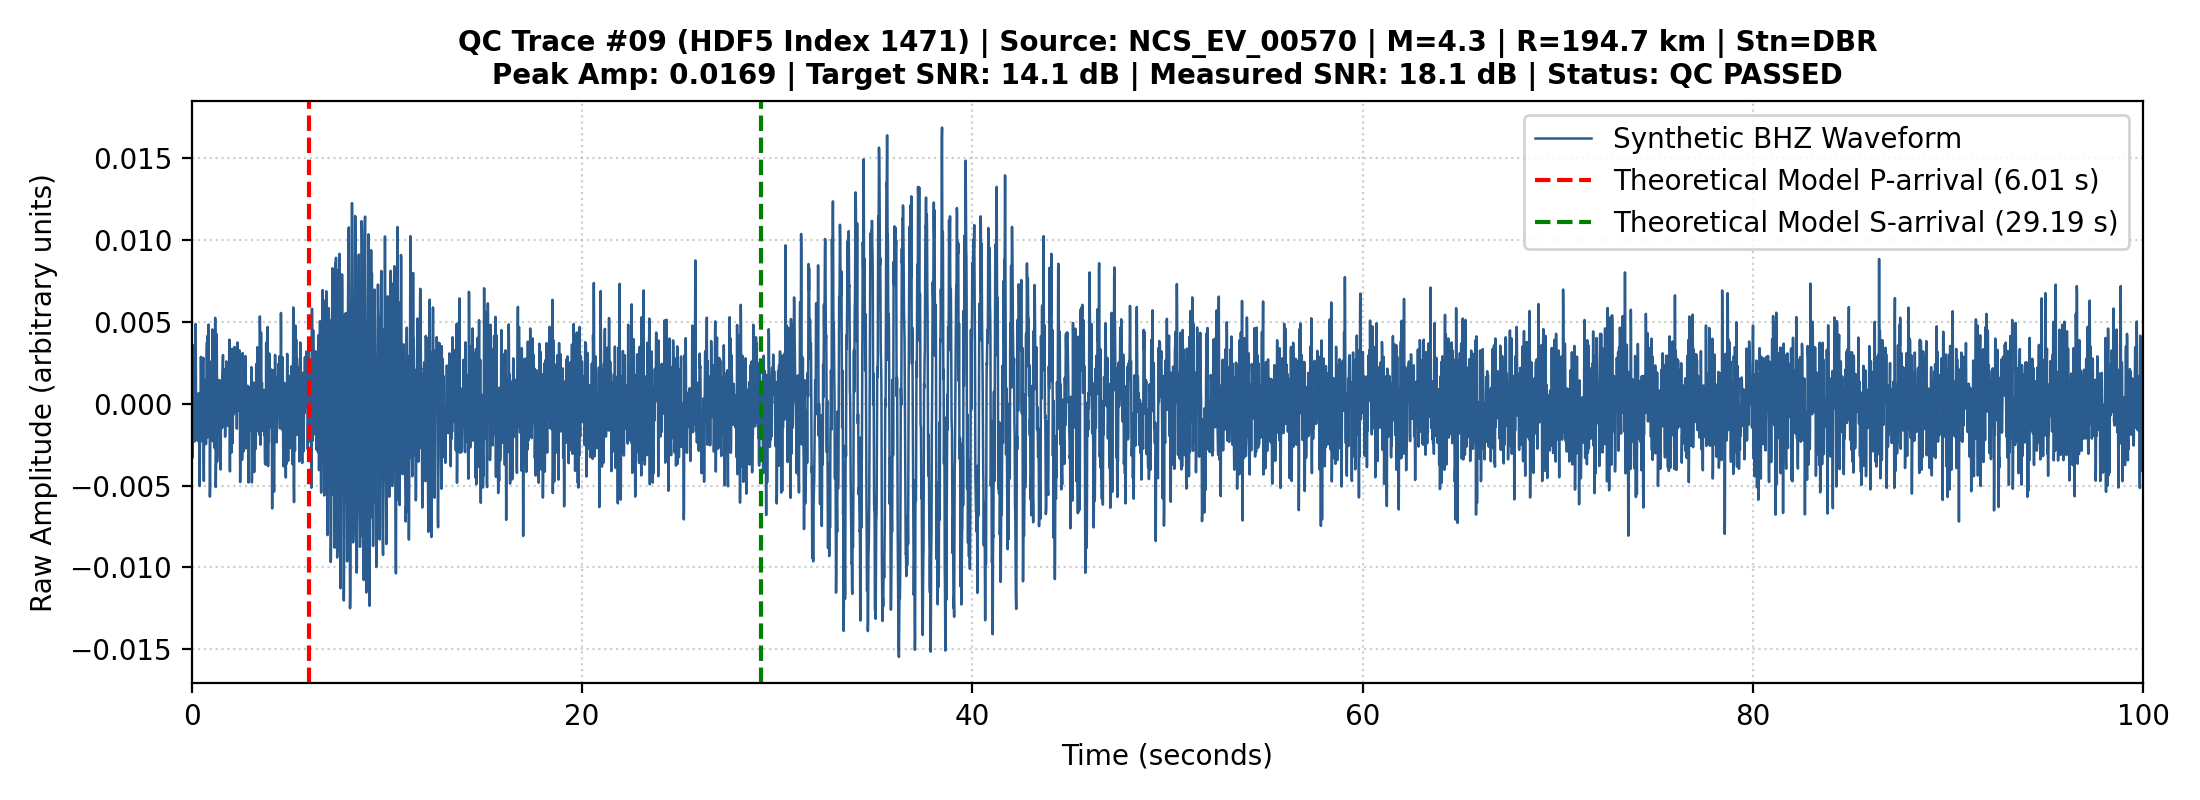 QC Trace #09 (HDF5 Index 1471) | Source: NCS_EV_00570 | M=4.3 | R=194.7 km | Stn=DBR
Peak Amp: 0.0169 | Target SNR: 14.1 dB | Measured SNR: 18.1 dB | Status: QC PASSED
Synthetic BHZ Waveform
Theoretical Model P-arrival (6.01 s)
Theoretical Model S-arrival (29.19 s)
Raw Amplitude (arbitrary units)
0.015
0.010
0.005
0.000
−0.005
−0.010
−0.015
0 20 40 60 80 100
Time (seconds)